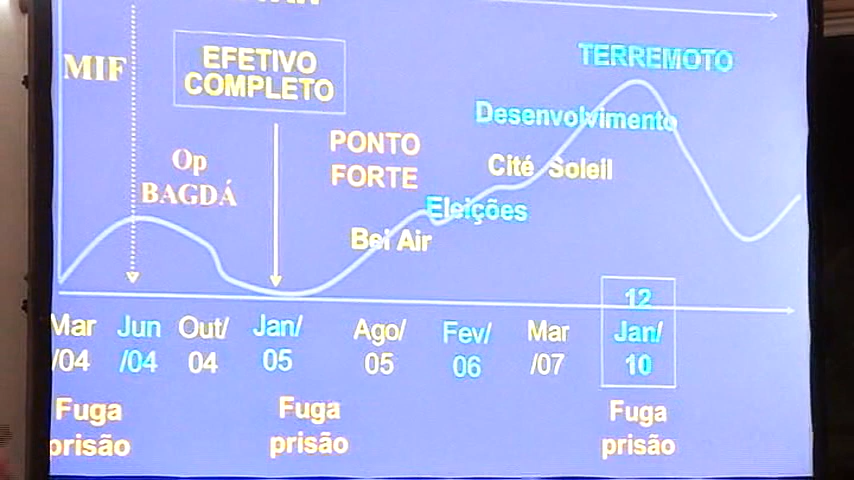 MIF
EFETIVO
COMPLETO
TERREMOTO
Desenvolvimento
PONTO
FORTE
Op
BAGDÁ
Cité Soleil
Eleições
Bel Air
Mar
/04
Jun
/04
Out/
04
Jan/
05
Ago/
05
Fev/
06
Mar
/07
12
Jan/
10
Fuga
prisão
Fuga
prisão
Fuga
prisão